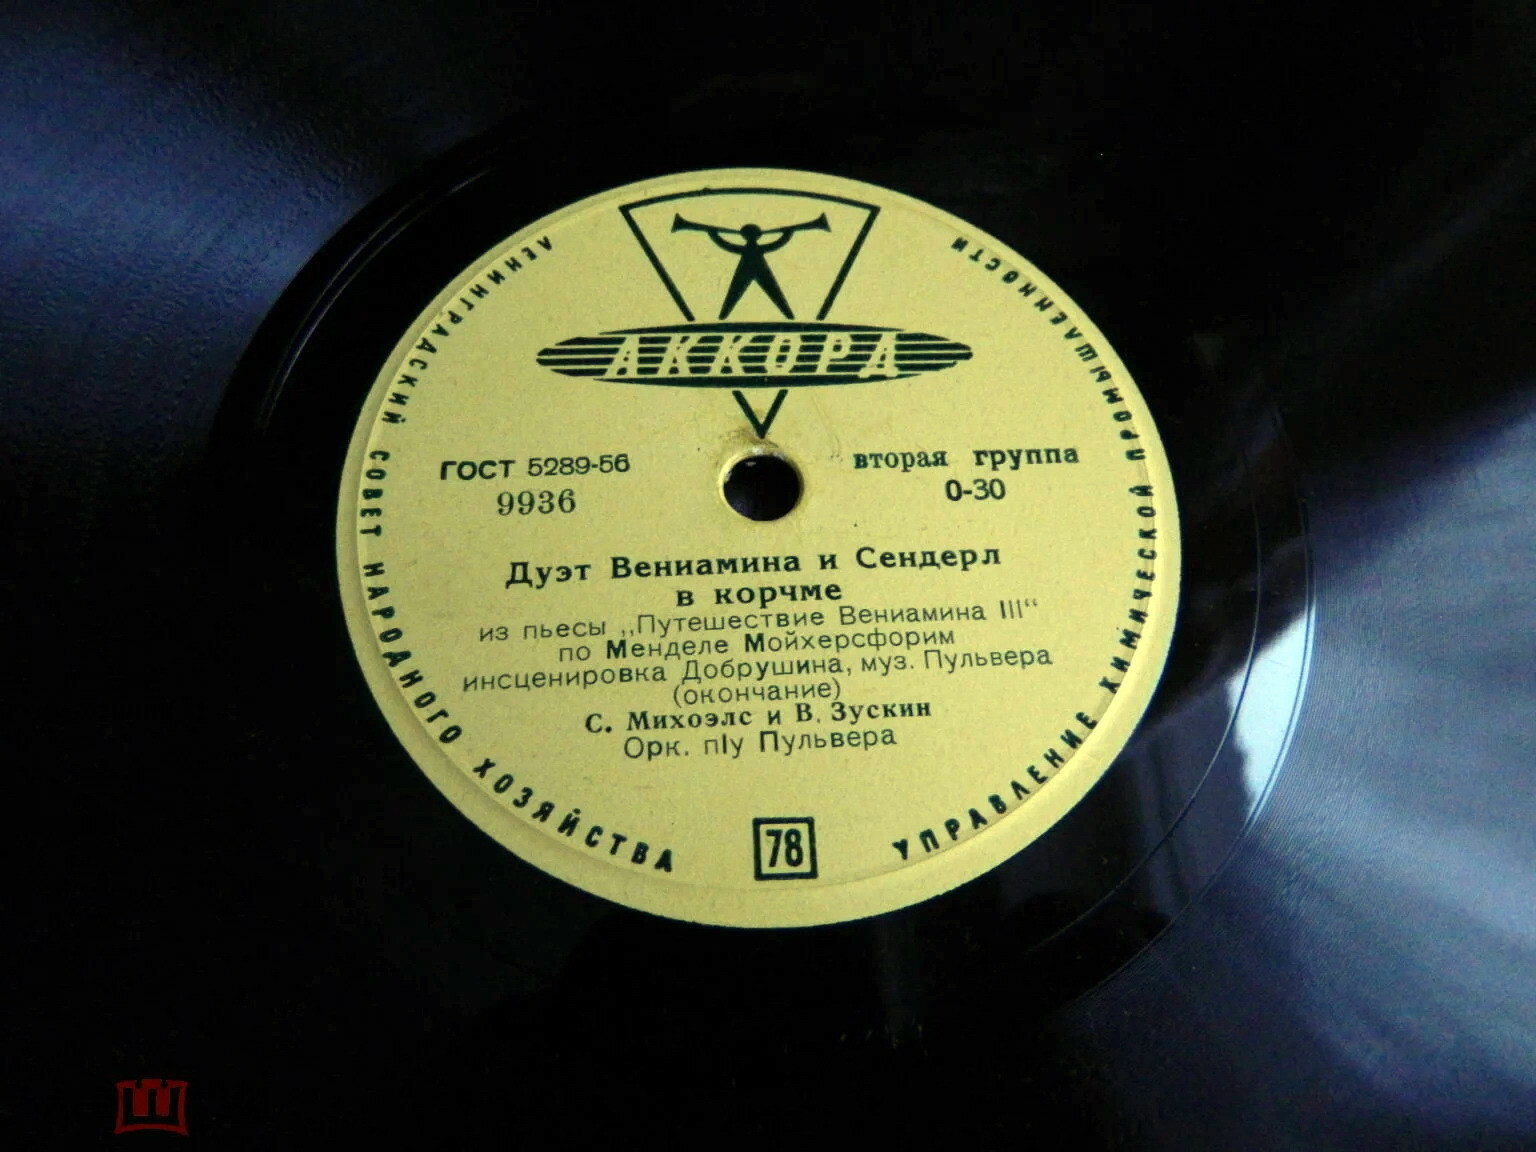 АККОРД
ЛЕНИНГРАДСКИЙ СОВЕТ НАРОДНОГО ХОЗЯЙСТВА
УПРАВЛЕНИЕ ХИМИЧЕСКОЙ ПРОМЫШЛЕННОСТИ
ГОСТ 5289-56
9936
вторая группа
0-30
Дуэт Вениамина и Сендерл
в корчме
из пьесы „Путешествие Вениамина III“
по Менделе Мойхерсфорим
инсценировка Добрушина, муз. Пульвера
(окончание)
С. Михоэлс и В. Зускин
Орк. п/у Пульвера
78